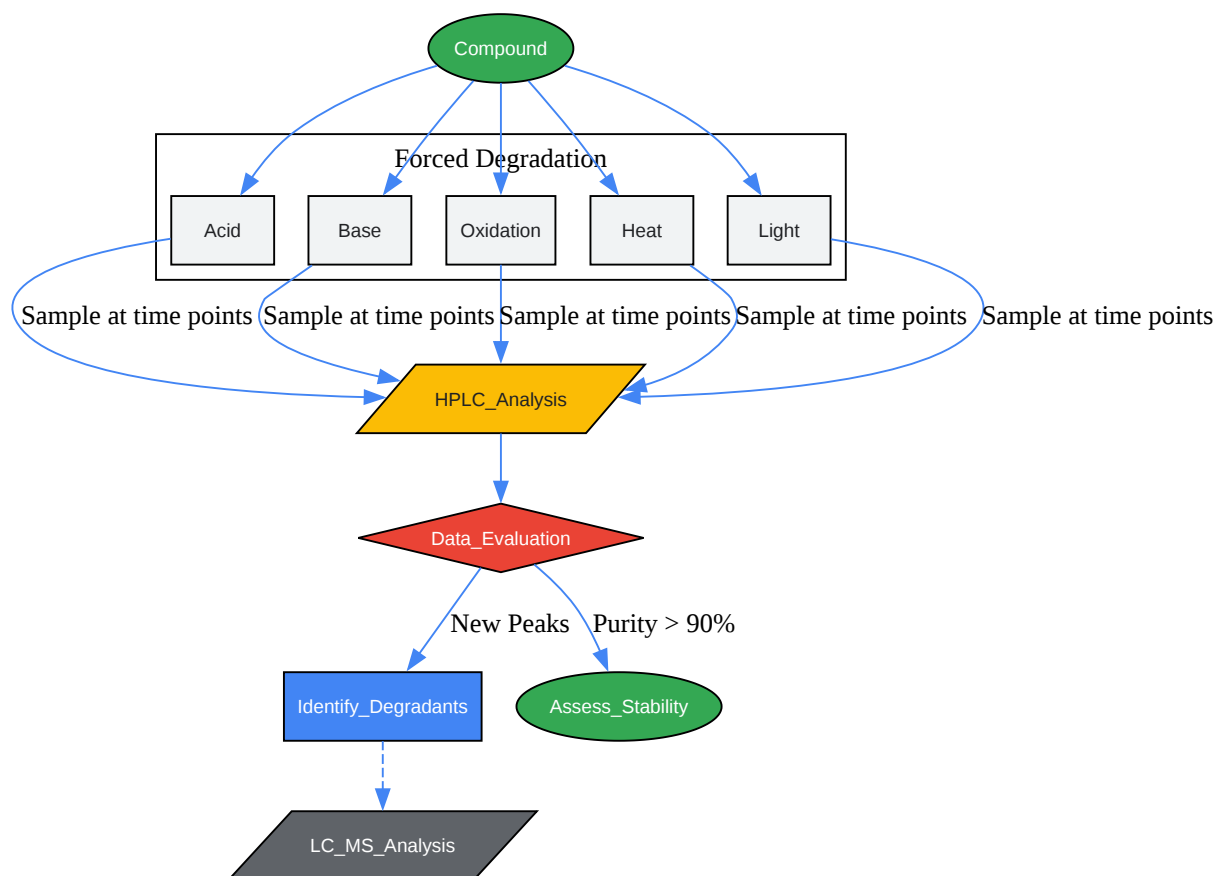 Compound
Forced Degradation
Acid
Base
Oxidation
Heat
Light
Sample at time points
Sample at time points
Sample at time points
Sample at time points
Sample at time points
HPLC_Analysis
Data_Evaluation
New Peaks
Purity > 90%
Identify_Degradants
Assess_Stability
LC_MS_Analysis